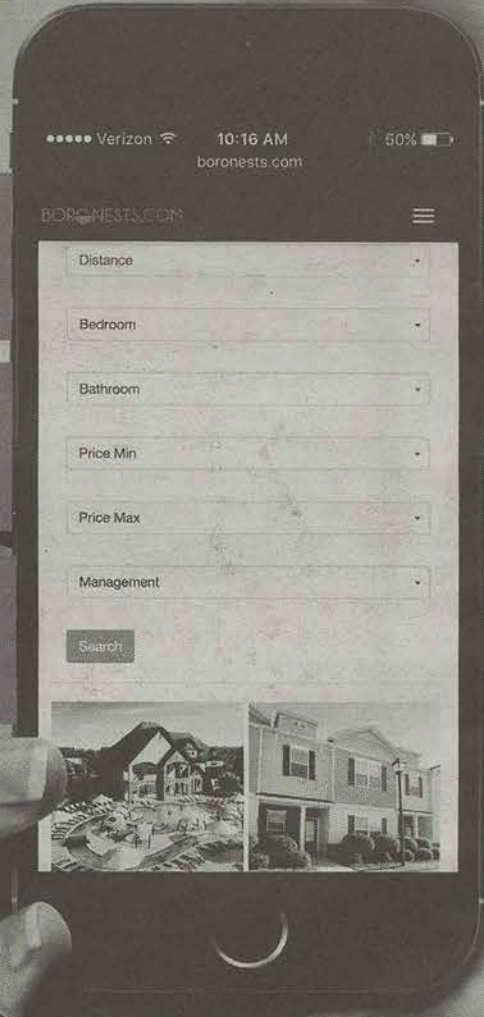 Verizon 10:16 AM 50%
boronests.com
BORONESTS.COM
Distance
Bedroom
Bathroom
Price Min
Price Max
Management
Search